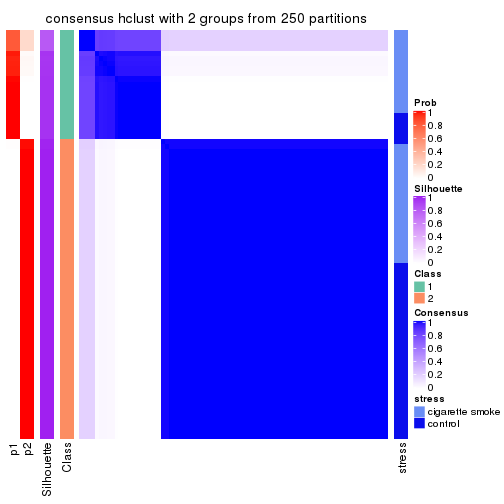 consensus hclust with 2 groups from 250 partitions
Prob
1
0.8
0.6
0.4
0.2
0
Silhouette
1
0.8
0.6
0.4
0.2
0
Class
1
2
Consensus
1
0.8
0.6
0.4
0.2
0
stress
cigarette smoke
control
p1
p2
Silhouette
Class
stress